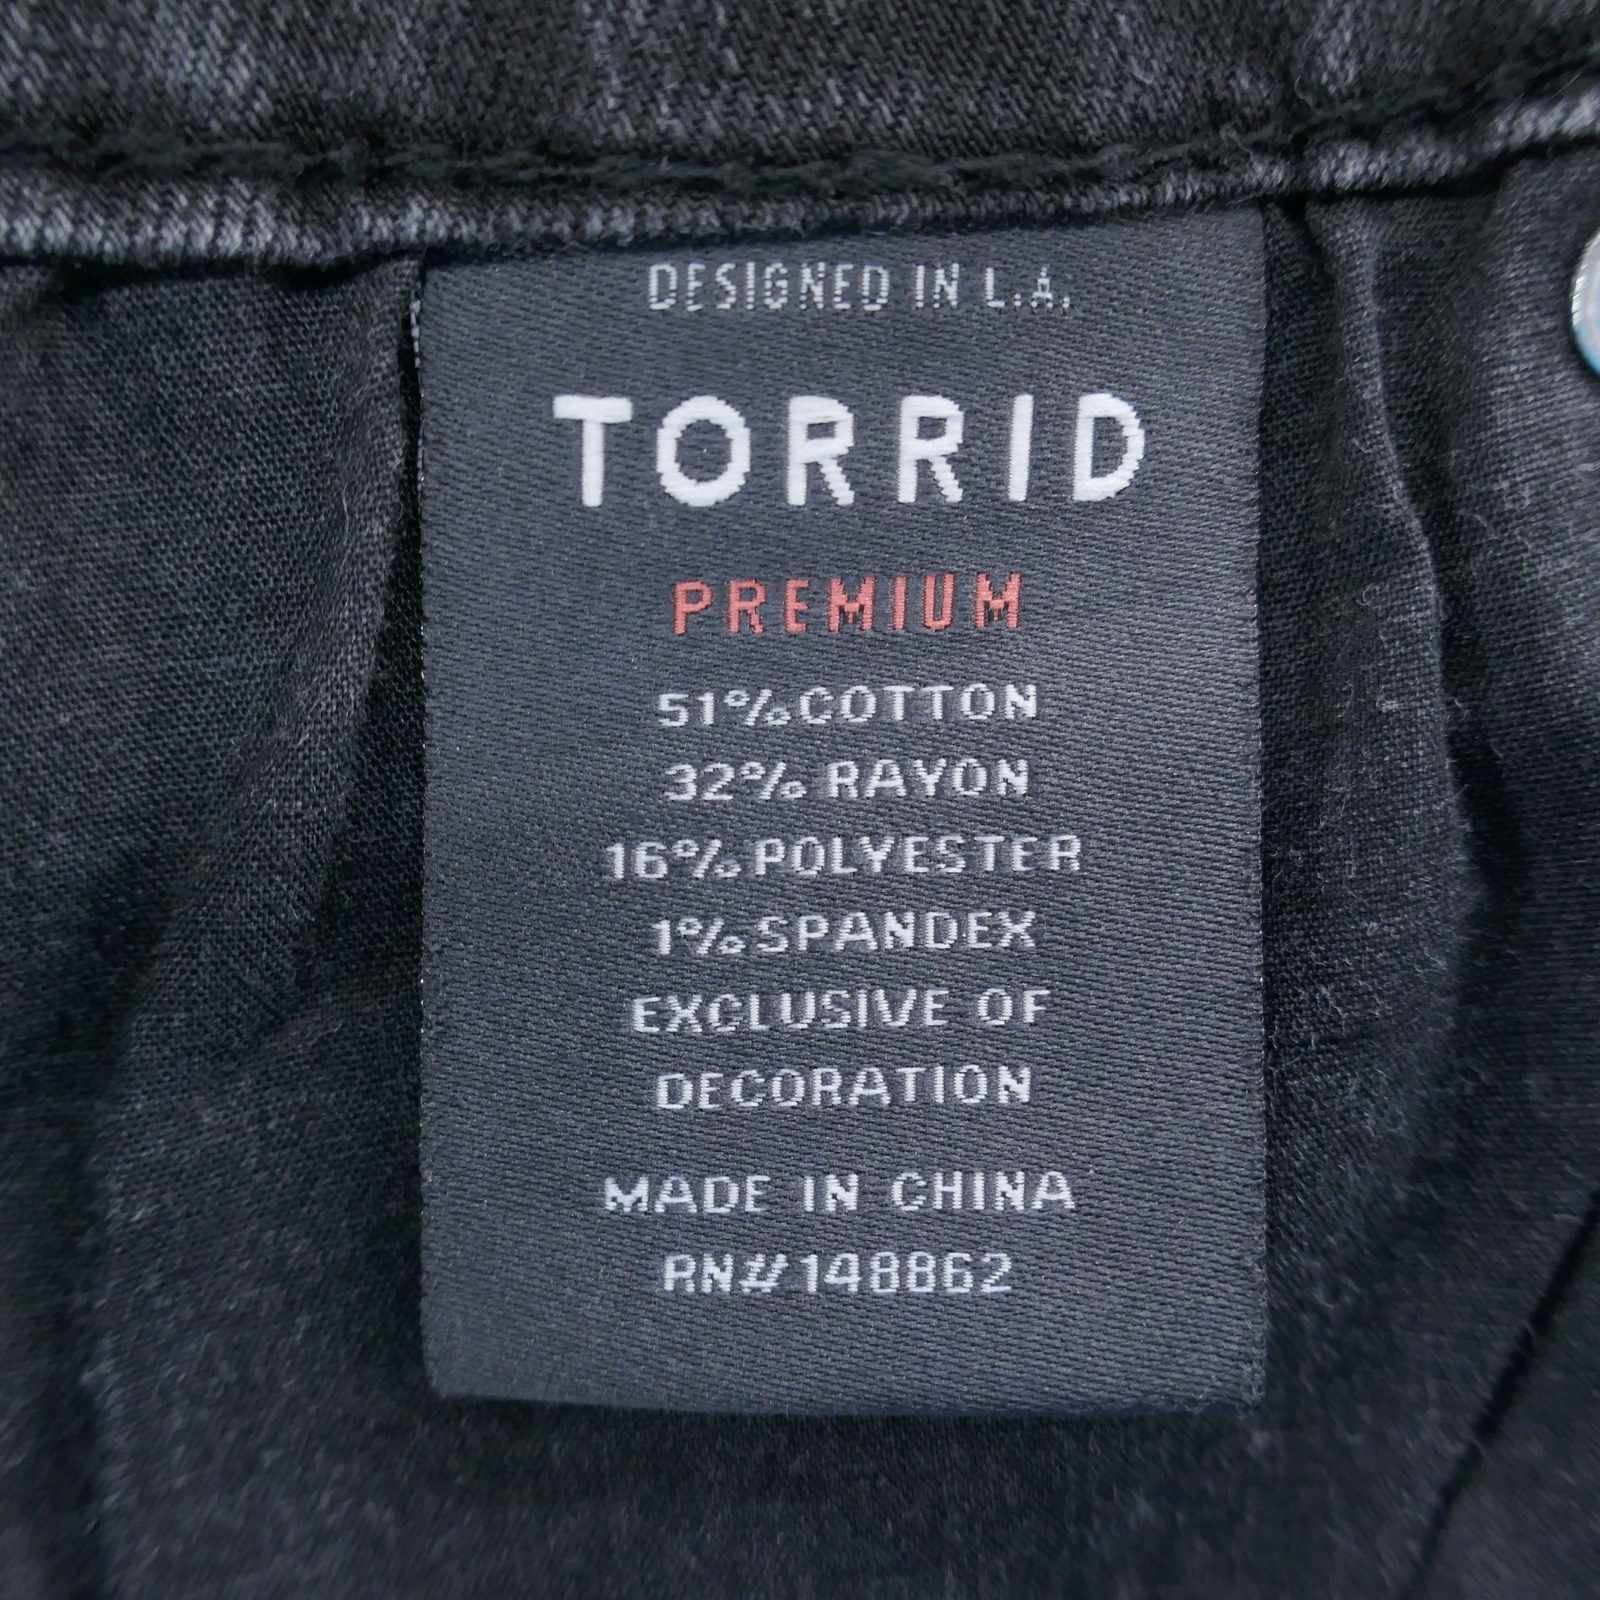 DESIGNED IN L.A.
TORRID
PREMIUM
51% COTTON
32% RAYON
16% POLYESTER
1% SPANDEX
EXCLUSIVE OF
DECORATION
MADE IN CHINA
RN#148862